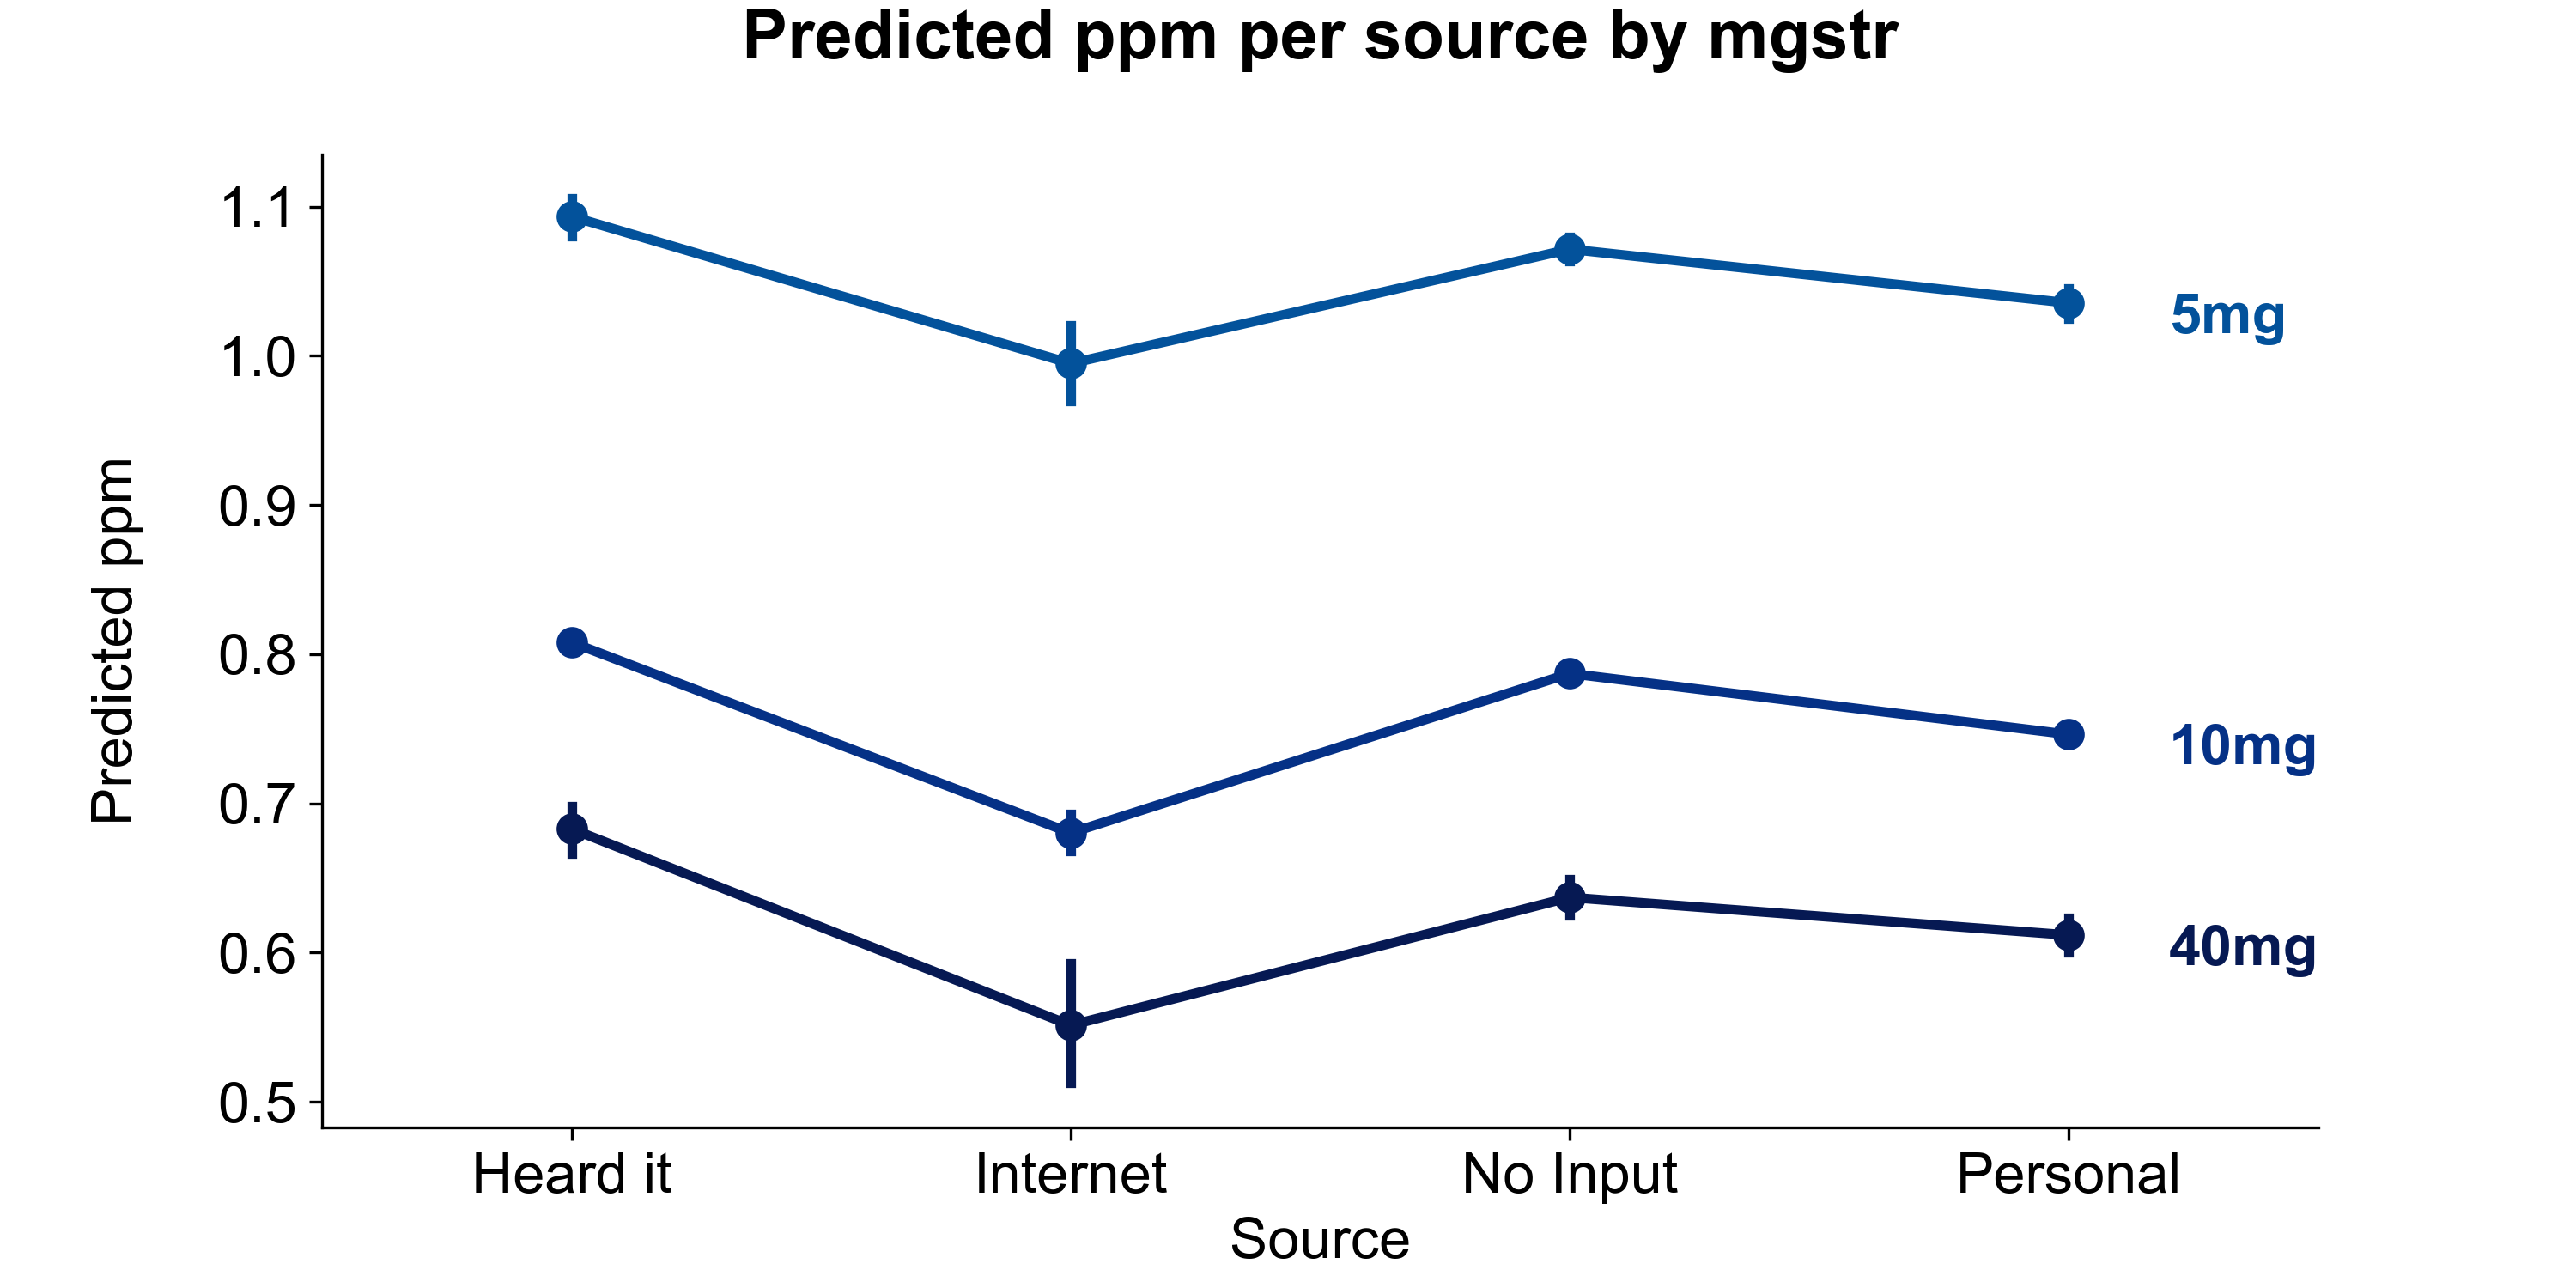 Predicted ppm per source by mgstr
Predicted ppm
1.1
1.0
0.9
0.8
0.7
0.6
0.5
5mg
10mg
40mg
Heard it
Internet
No Input
Personal
Source